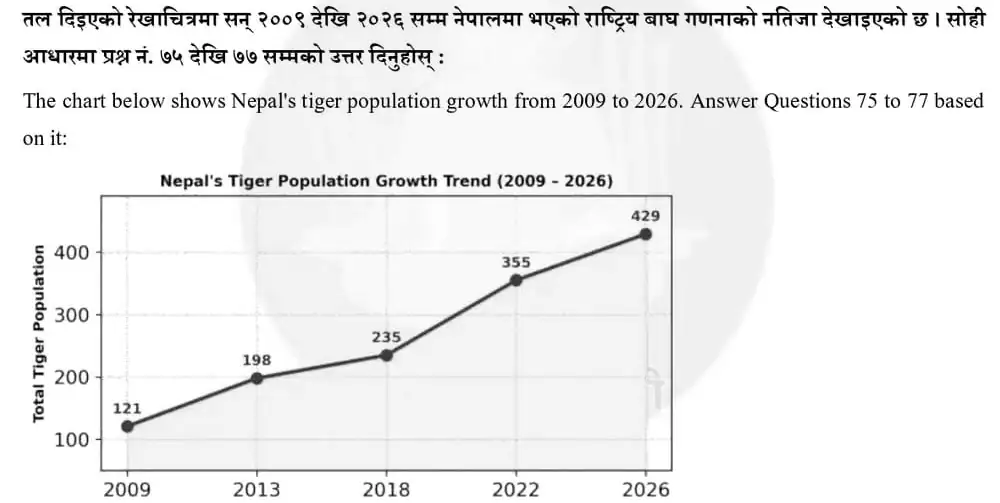 तल दिइएको रेखाचित्रमा सन् २००९ देखि २०२६ सम्म नेपालमा भएको राष्ट्रिय बाघ गणनाको नतिजा देखाइएको छ । सोही
आधारमा प्रश्न नं. ७५ देखि ७७ सम्मको उत्तर दिनुहोस् :
The chart below shows Nepal's tiger population growth from 2009 to 2026. Answer Questions 75 to 77 based
on it:
Nepal's Tiger Population Growth Trend (2009 - 2026)
Total Tiger Population
400
300
200
100
121
198
235
355
429
2009 2013 2018 2022 2026